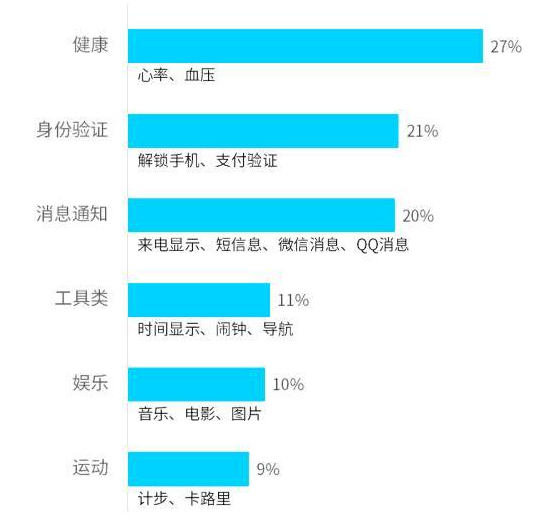 健康
27%
心率、血压
身份验证
21%
解锁手机、支付验证
消息通知
20%
来电显示、短信息、微信消息、QQ消息
工具类
11%
时间显示、闹钟、导航
娱乐
10%
音乐、电影、图片
运动
9%
计步、卡路里